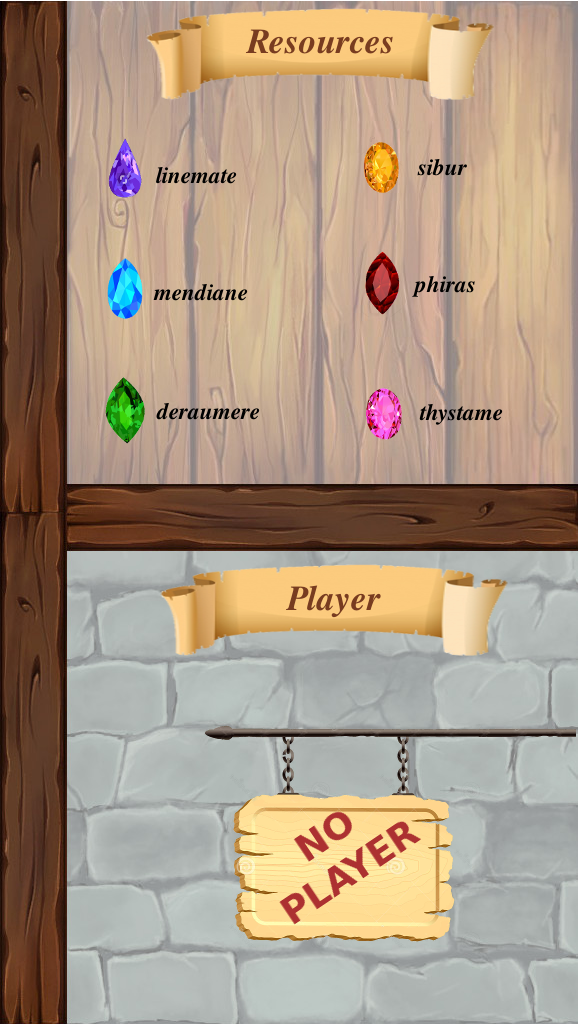 Resources
linemate
sibur
mendiane
phiras
deraumere
thystame
Player
NO
PLAYER